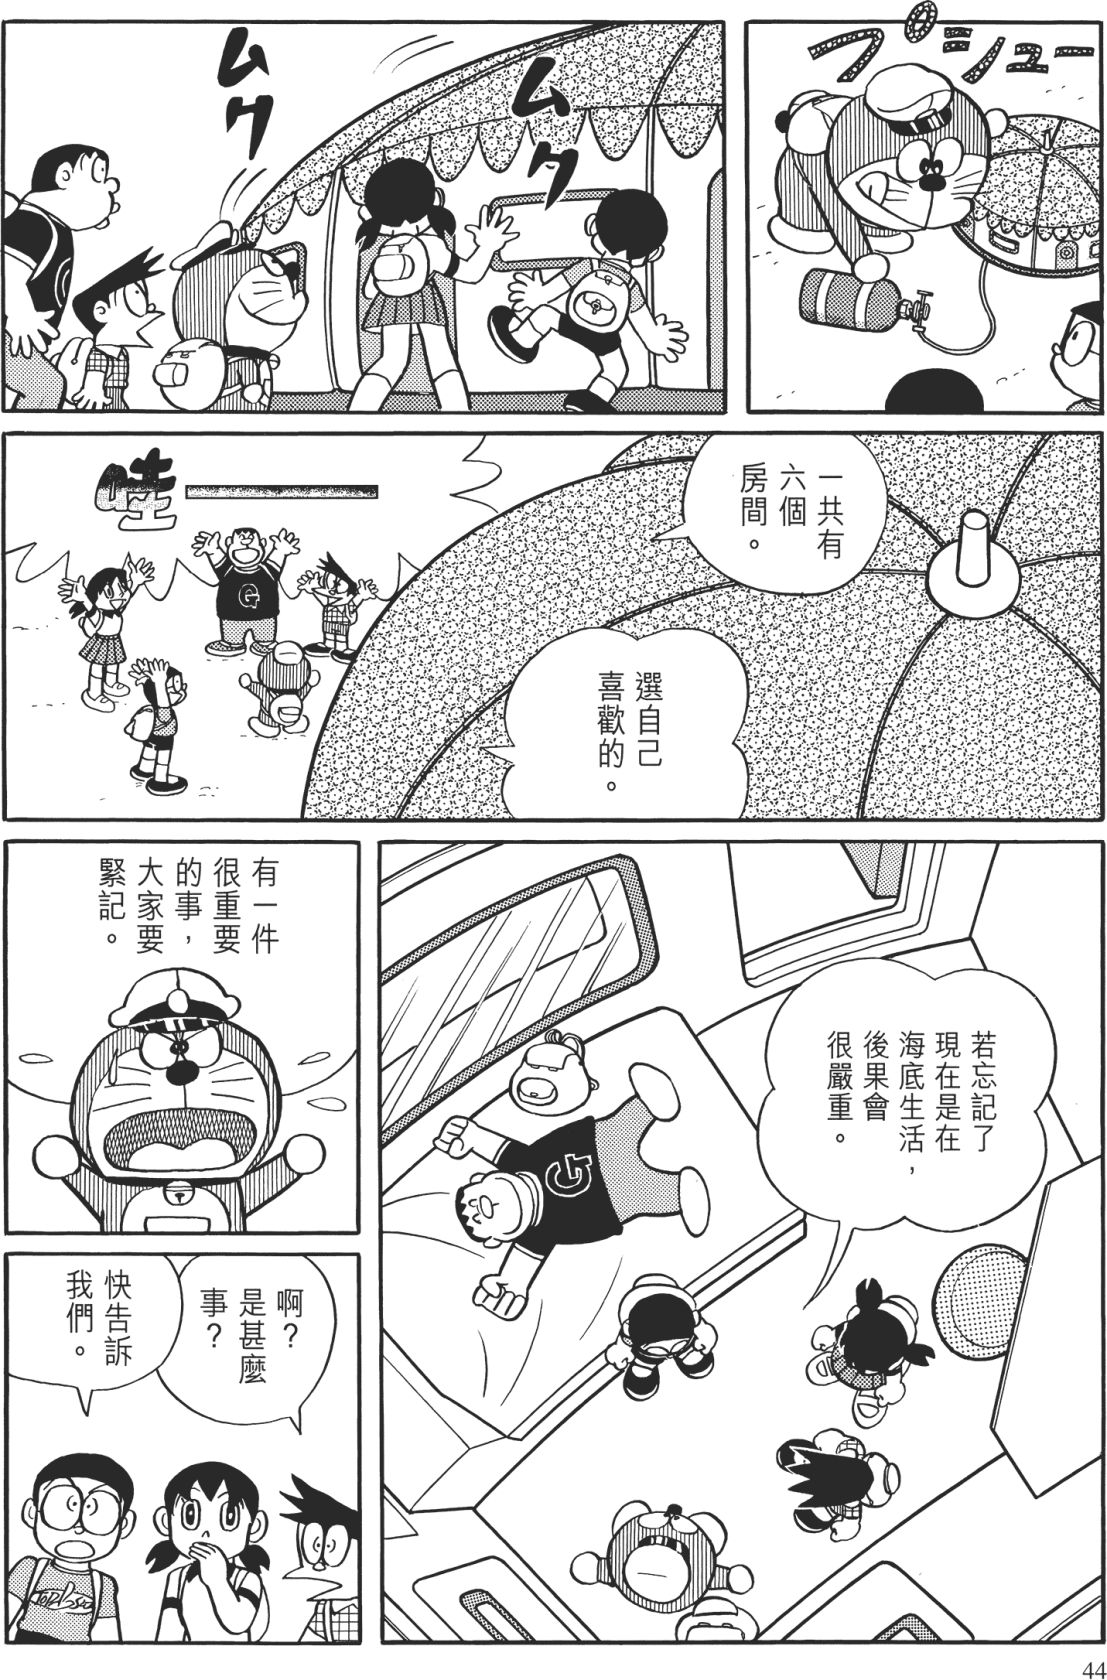 プシュー
ムク
ムク
一共有
六個
房間。
哇
選自己
喜歡的。
G
若忘記了
現在是在
海底生活，
後果會
很嚴重。
G
有一件
很重要
的事，
大家要
緊記。
啊？
是甚麼
事？
快告訴
我們。
44